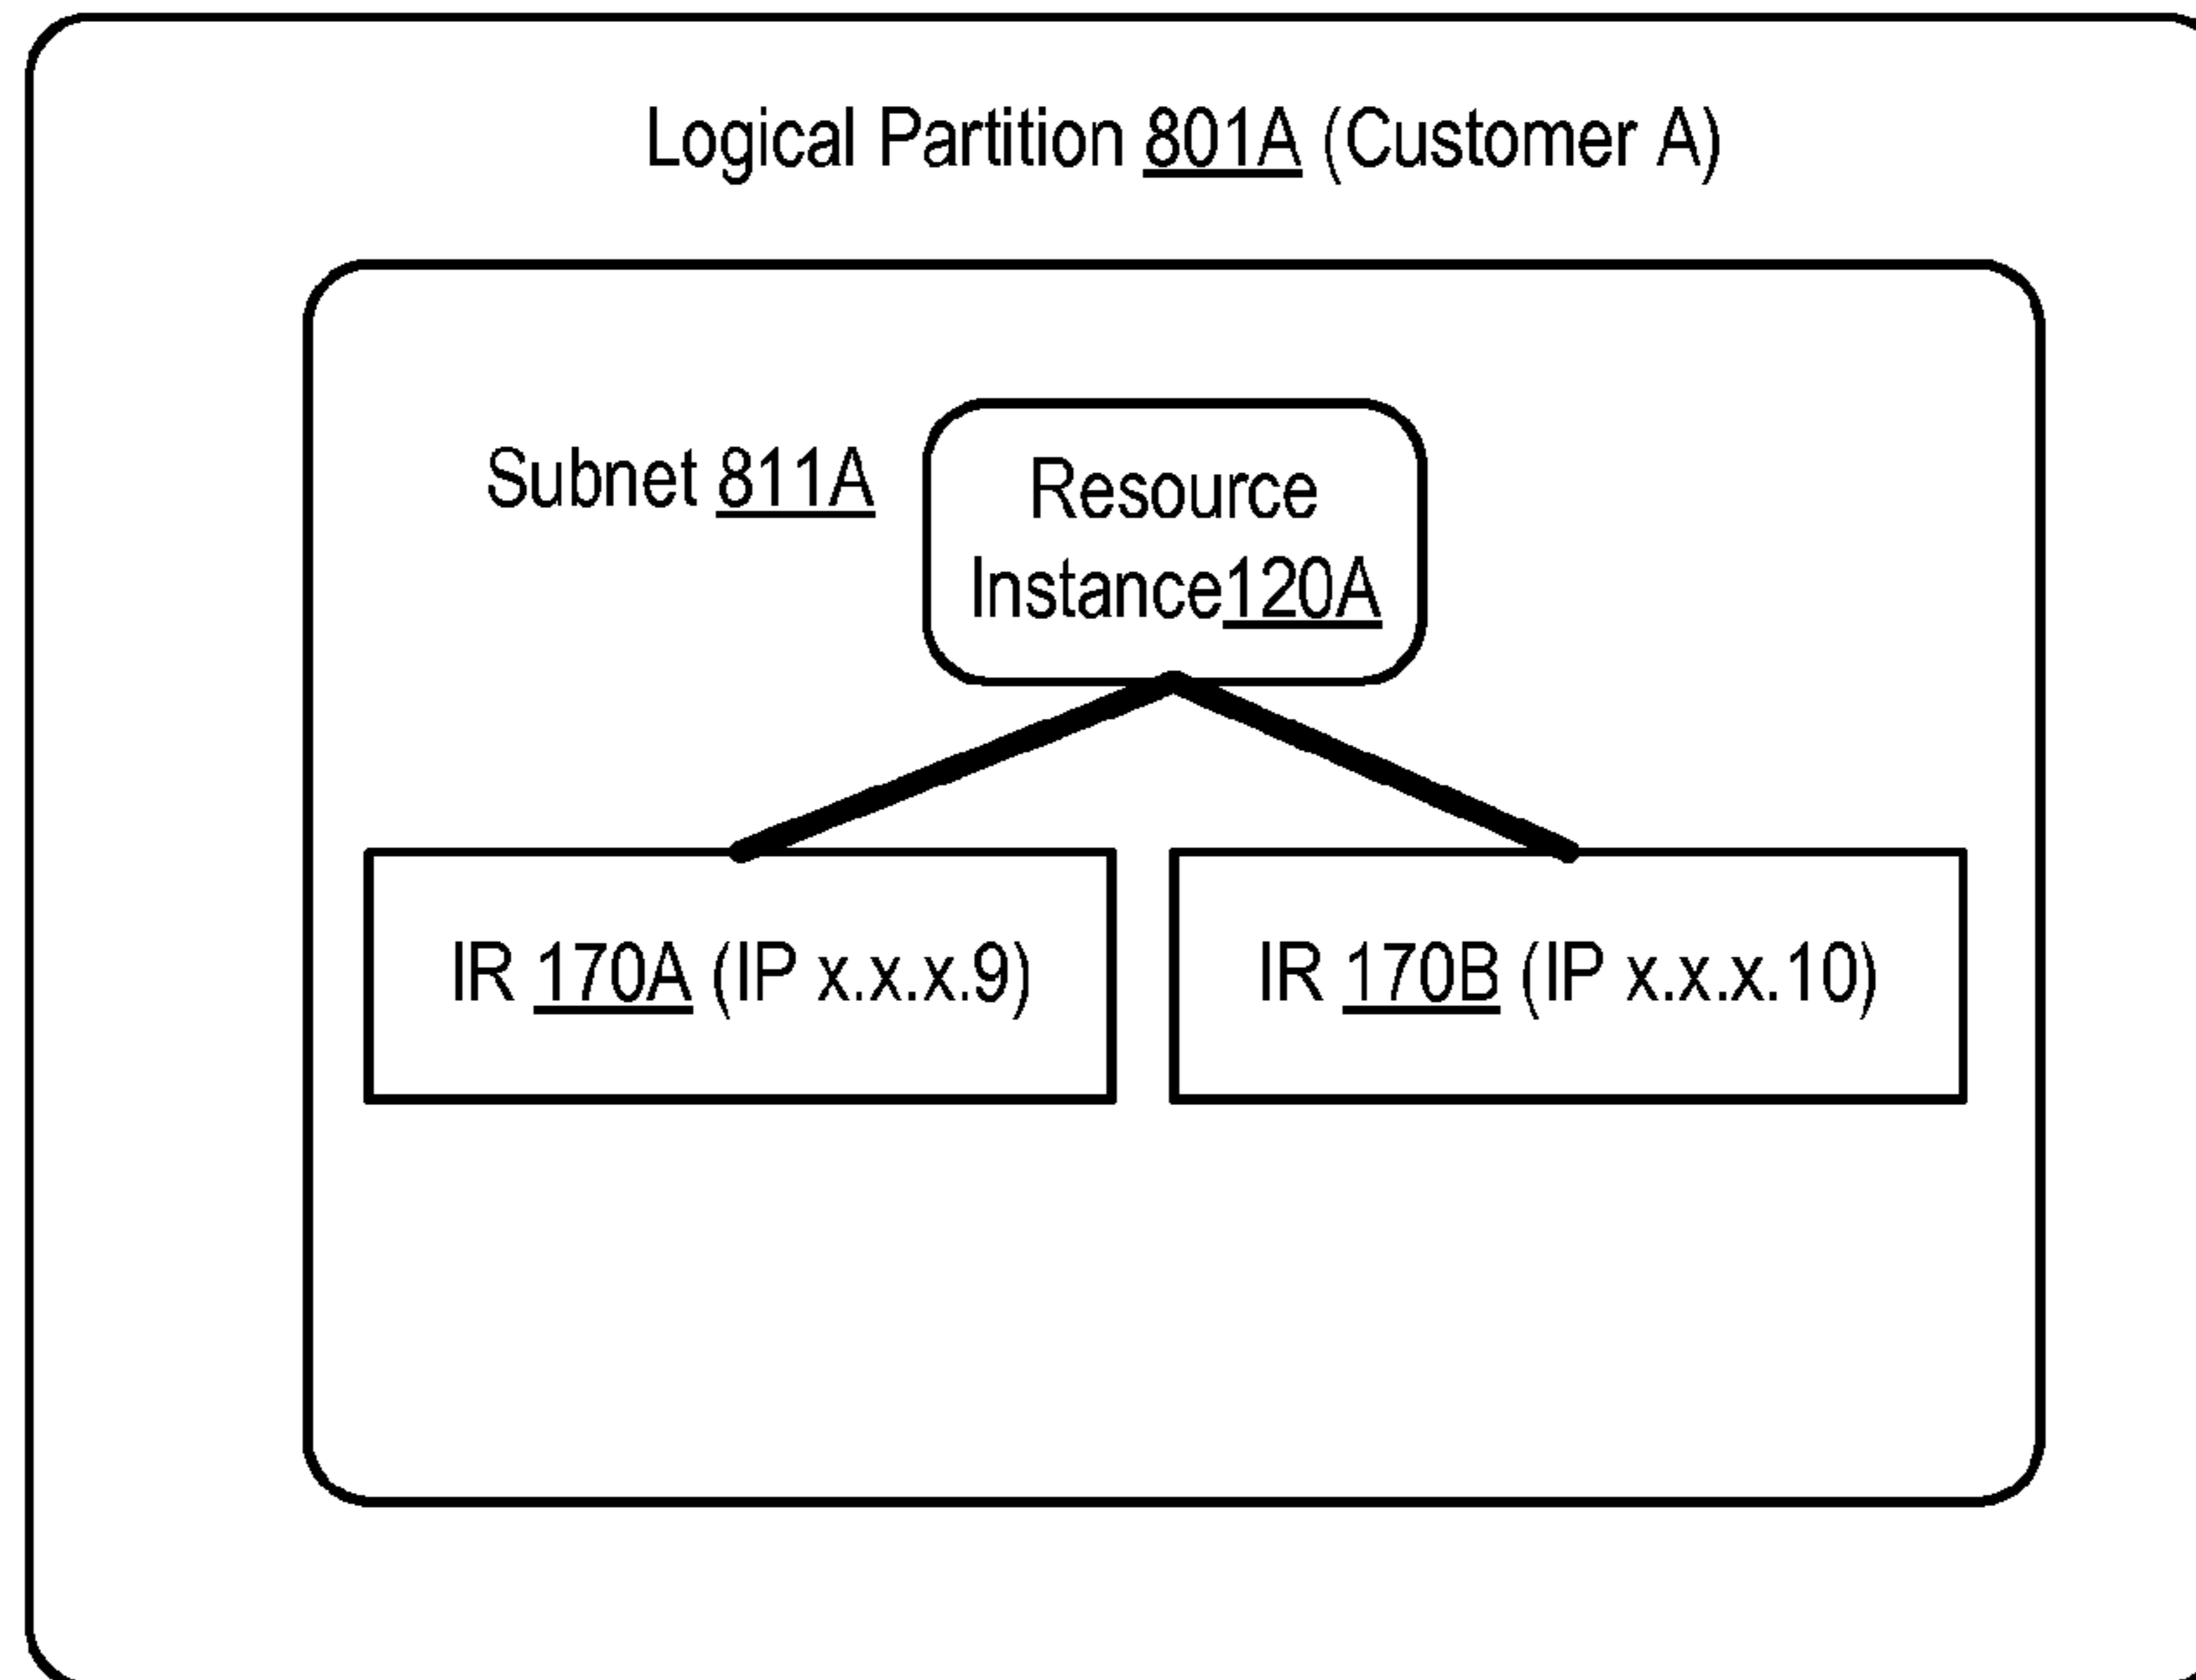 Logical Partition 801A (Customer A)
Subnet 811A
Resource
Instance120A
IR 170A (IP x.x.x.9)
IR 170B (IP x.x.x.10)